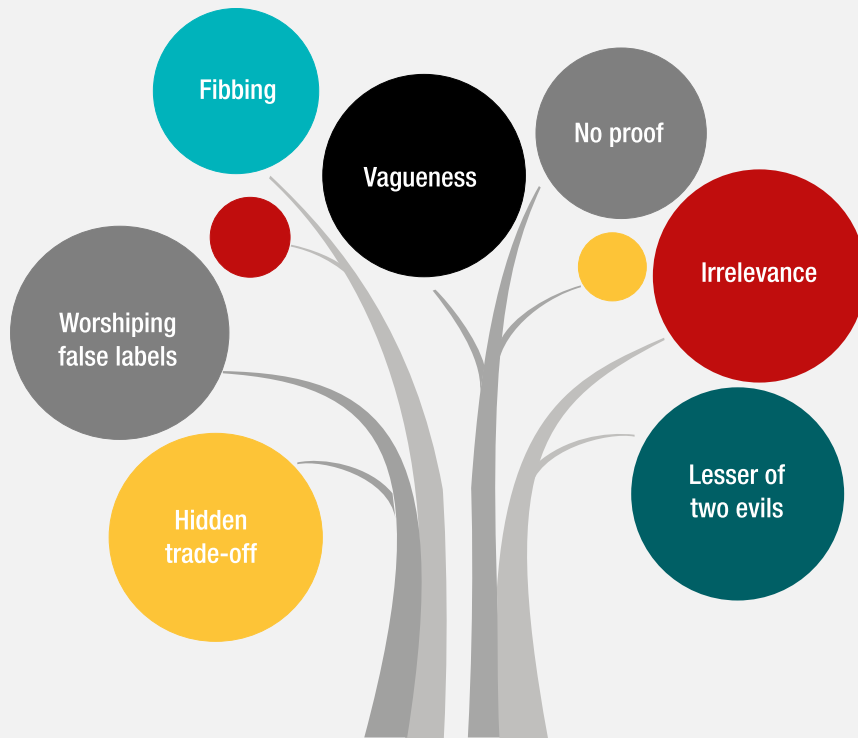 Fibbing
Vagueness
No proof
Irrelevance
Worshiping
false labels
Lesser of
two evils
Hidden
trade-off